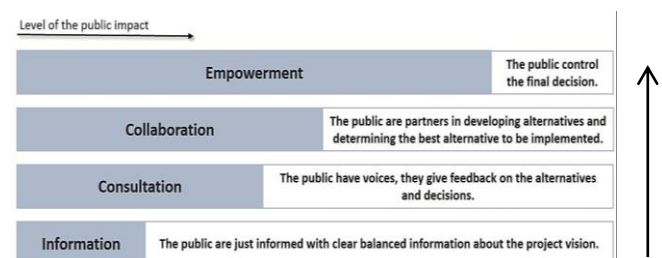 Level of the public impact
Empowerment
The public control
the final decision.
Collaboration
The public are partners in developing alternatives and
determining the best alternative to be implemented.
Consultation
The public have voices, they give feedback on the alternatives
and decisions.
Information
The public are just informed with clear balanced information about the project vision.